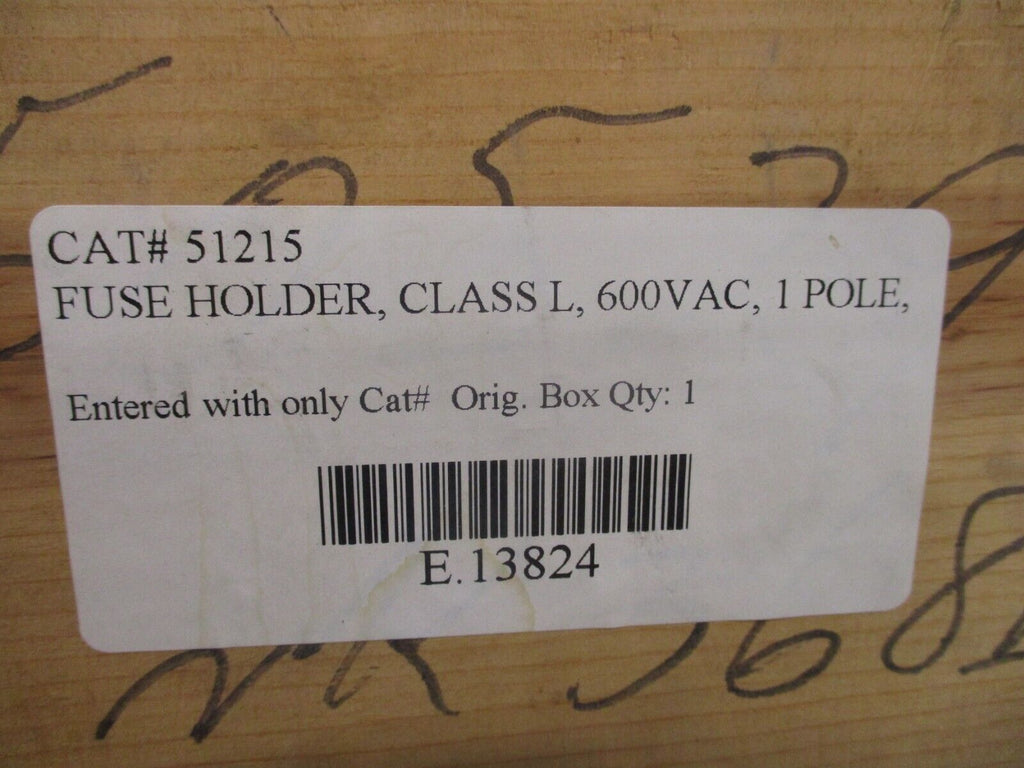 CAT# 51215
FUSE HOLDER, CLASS L, 600VAC, 1 POLE,
Entered with only Cat# Orig. Box Qty: 1
E.13824